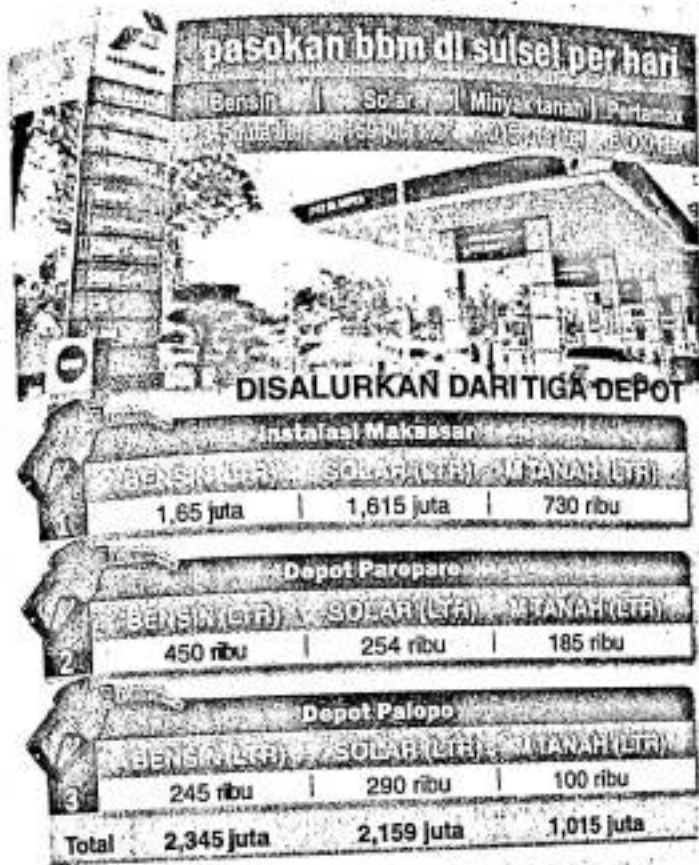 pasokan bbm di sulsel per hari
Bensin | Solar | Minyak tanah | Pertamax
DISALURKAN DARI TIGA DEPOT
Instalasi Makassar
BENSIN (LTR) SOLAR (LTR) M TANAH (LTR)
1
1,65 juta | 1,615 juta | 730 ribu
Depot Parepare
BENSIN (LTR) SOLAR (LTR) M TANAH (LTR)
2
450 ribu | 254 ribu | 185 ribu
Depot Palopo
BENSIN (LTR) SOLAR (LTR) M TANAH (LTR)
3
245 ribu | 290 ribu | 100 ribu
Total 2,345 juta 2,159 juta 1,015 juta